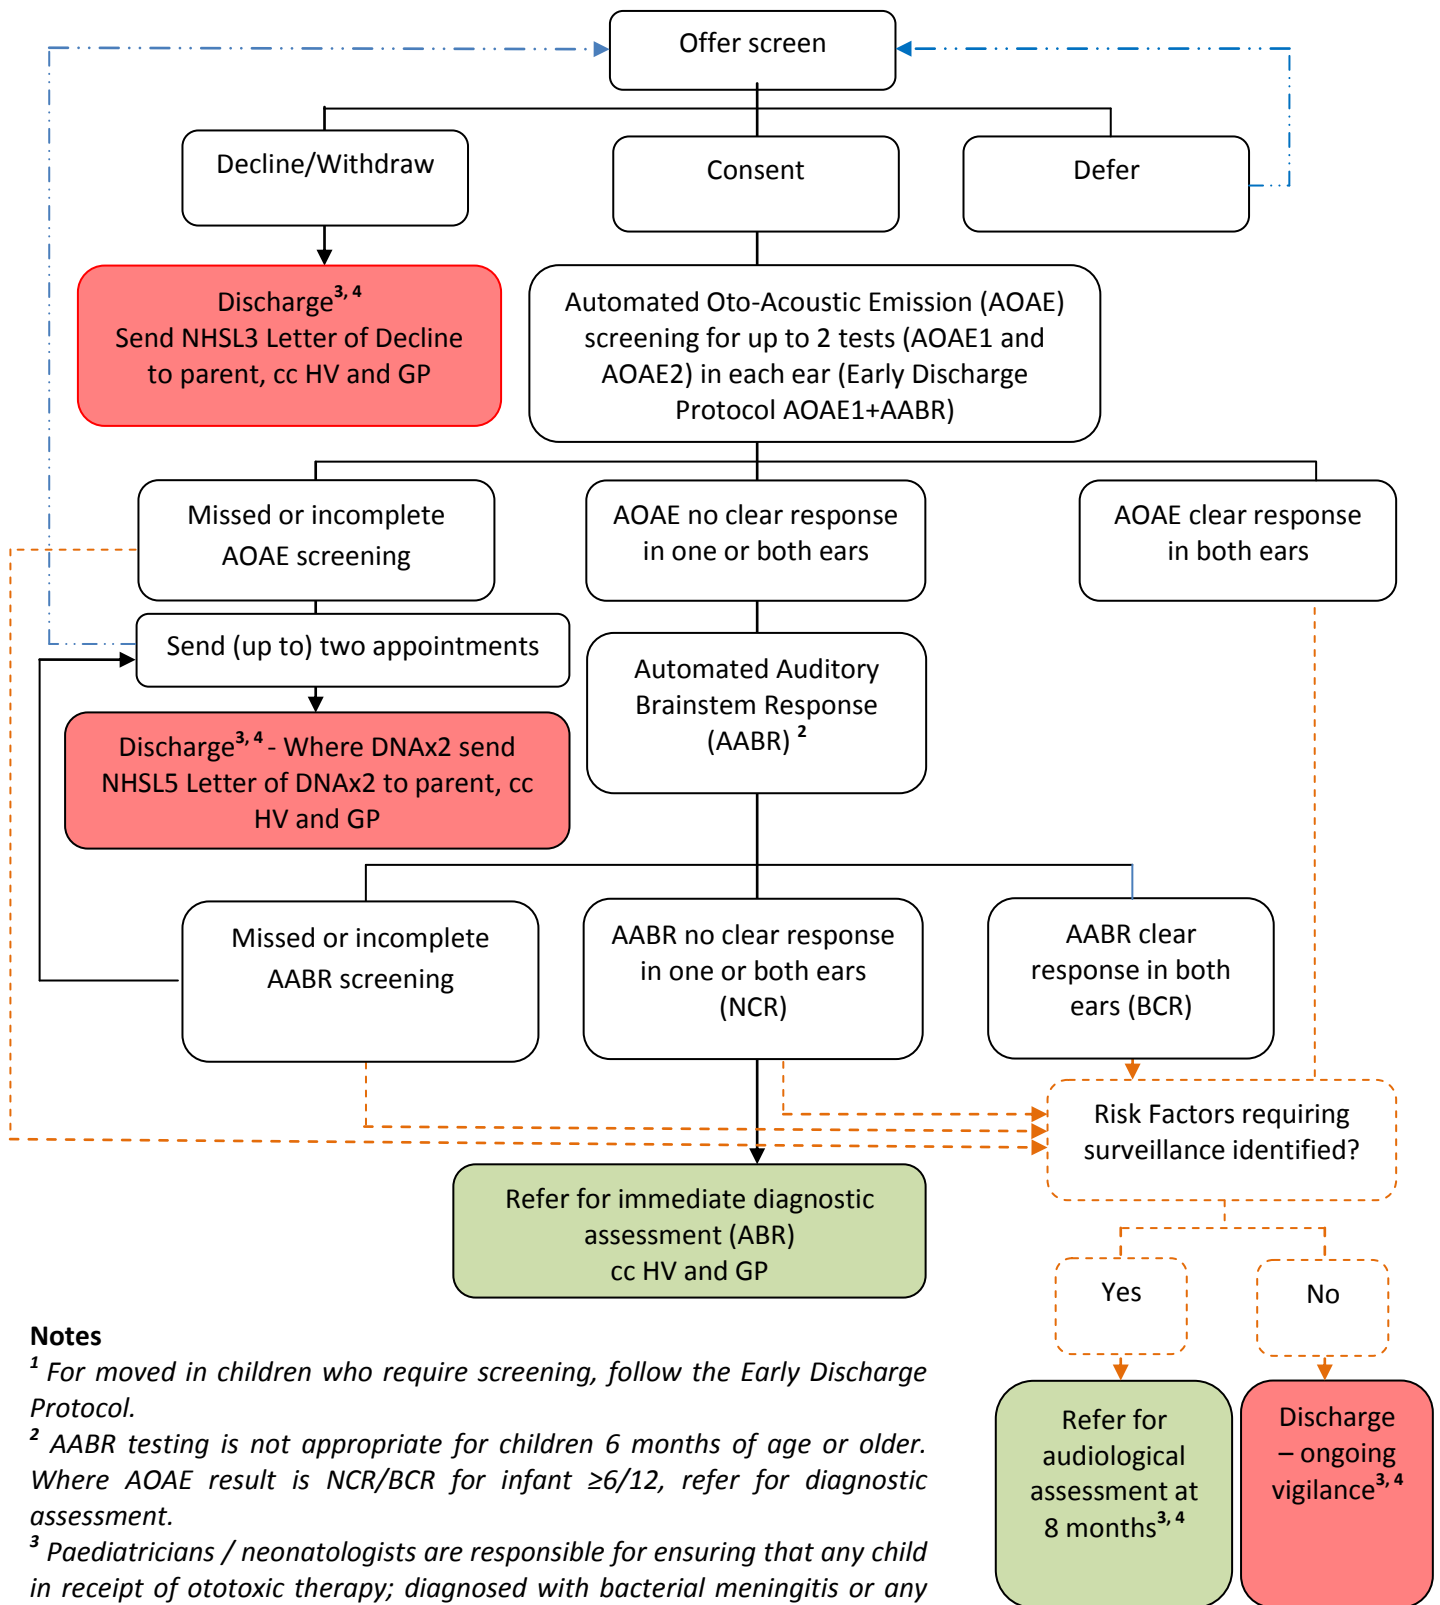 Offer screen
Decline/Withdraw
Consent
Defer
Discharge3, 4
Send NHSL3 Letter of Decline
to parent, cc HV and GP
Automated Oto-Acoustic Emission (AOAE)
screening for up to 2 tests (AOAE1 and
AOAE2) in each ear (Early Discharge
Protocol AOAE1+AABR)
Missed or incomplete
AOAE screening
AOAE no clear response
in one or both ears
AOAE clear response
in both ears
Send (up to) two appointments
Automated Auditory
Brainstem Response
(AABR) 2
Discharge3, 4 - Where DNAx2 send
NHSL5 Letter of DNAx2 to parent, cc
HV and GP
Missed or incomplete
AABR screening
AABR no clear response
in one or both ears
(NCR)
AABR clear
response in both
ears (BCR)
Risk Factors requiring
surveillance identified?
Refer for immediate diagnostic
assessment (ABR)
cc HV and GP
Yes
No
Refer for
audiological
assessment at
8 months3, 4
Discharge
– ongoing
vigilance3, 4
Notes
1 For moved in children who require screening, follow the Early Discharge
Protocol.
2 AABR testing is not appropriate for children 6 months of age or older.
Where AOAE result is NCR/BCR for infant ≥6/12, refer for diagnostic
assessment.
3 Paediatricians / neonatologists are responsible for ensuring that any child
in receipt of ototoxic therapy; diagnosed with bacterial meningitis or any